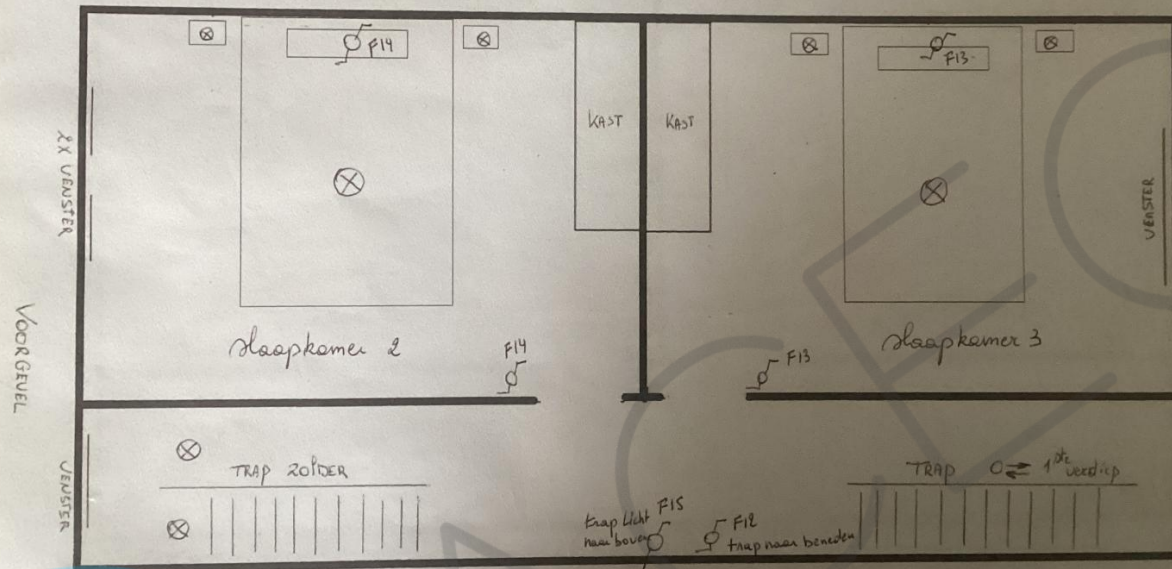 F14
F13
KAST
KAST
2X VENSTER
VENSTER
VOORGEVEL
Slaapkamer 2
Slaapkamer 3
F14
F13
VENSTER
TRAP ZOLDER
TRAP 0 ⇄ 1ste verdiep
trap licht F15
naar boven
F12
trap naar beneden